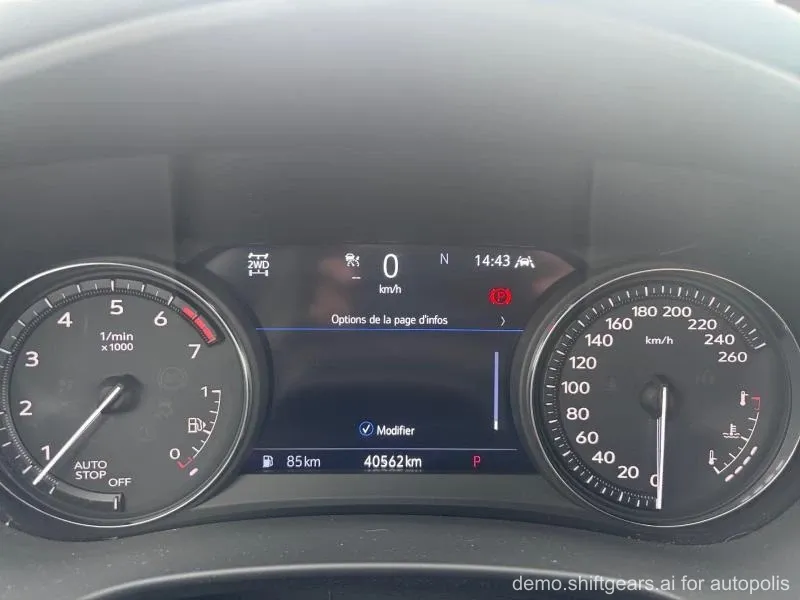 2WD
--
0
km/h
N
14:43
P
Options de la page d'infos
Modifier
85km
40562km
P
1/min
x1000
1
2
3
4
5
6
7
AUTO
STOP
OFF
1
0
km/h
0
20
40
60
80
100
120
140
160
180
200
220
240
260
demo.shiftgears.ai for autopolis